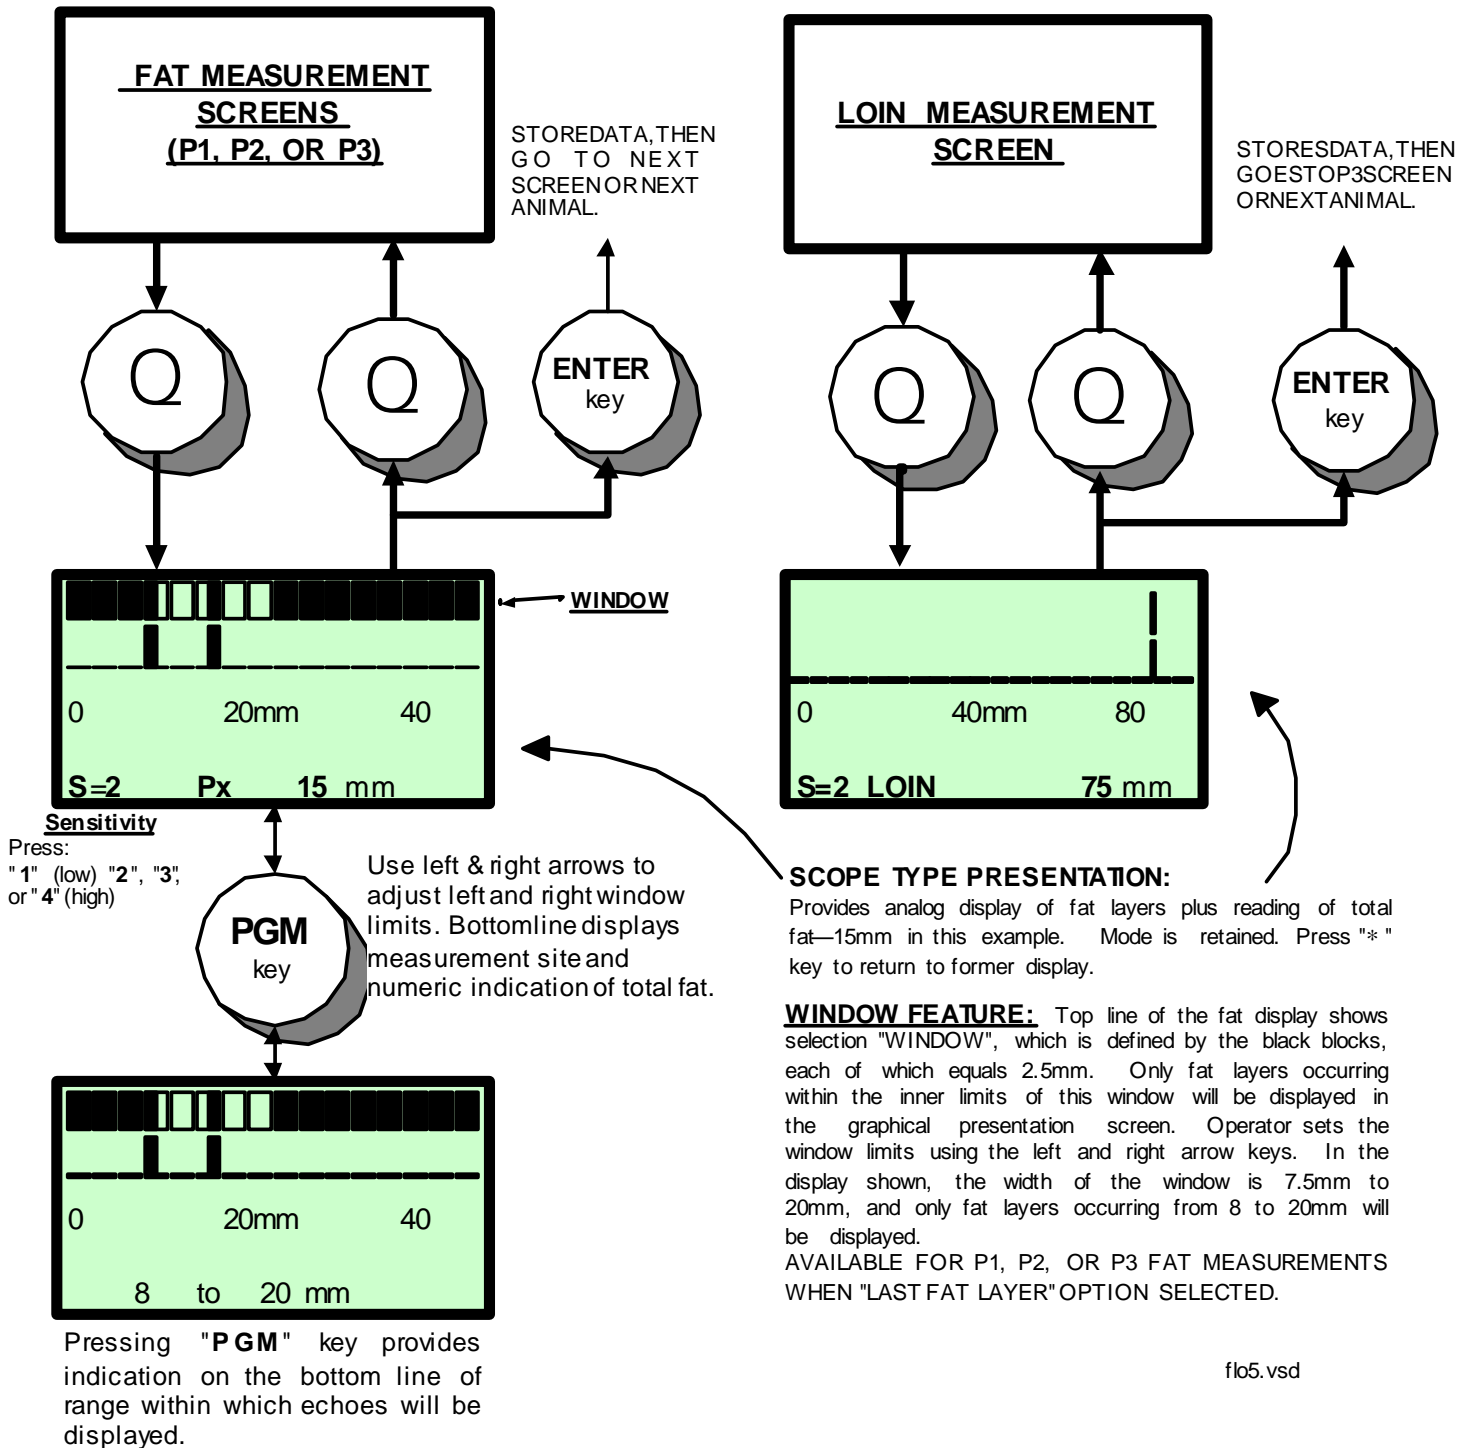 FAT MEASUREMENT
SCREENS
(P1, P2, OR P3)
STOREDATA, THEN
GO TO NEXT
SCREEN OR NEXT
ANIMAL.
Q
Q
ENTER
key
WINDOW
0 20mm 40
S=2 Px 15 mm
Sensitivity
Press:
"1" (low) "2", "3",
or "4" (high)
PGM
key
Use left & right arrows to
adjust left and right window
limits. Bottom line displays
measurement site and
numeric indication of total fat.
0 20mm 40
8 to 20 mm
Pressing "PGM" key provides
indication on the bottom line of
range within which echoes will be
displayed.
LOIN MEASUREMENT
SCREEN
STORESDATA, THEN
GOESTOP3SCREEN
ORNEXTANIMAL.
Q
Q
ENTER
key
0 40mm 80
S=2 LOIN 75 mm
SCOPE TYPE PRESENTATION:
Provides analog display of fat layers plus reading of total
fat—15mm in this example. Mode is retained. Press "*"
key to return to former display.
WINDOW FEATURE: Top line of the fat display shows
selection "WINDOW", which is defined by the black blocks,
each of which equals 2.5mm. Only fat layers occurring
within the inner limits of this window will be displayed in
the graphical presentation screen. Operator sets the
window limits using the left and right arrow keys. In the
display shown, the width of the window is 7.5mm to
20mm, and only fat layers occurring from 8 to 20mm will
be displayed.
AVAILABLE FOR P1, P2, OR P3 FAT MEASUREMENTS
WHEN "LAST FAT LAYER" OPTION SELECTED.
flo5.vsd